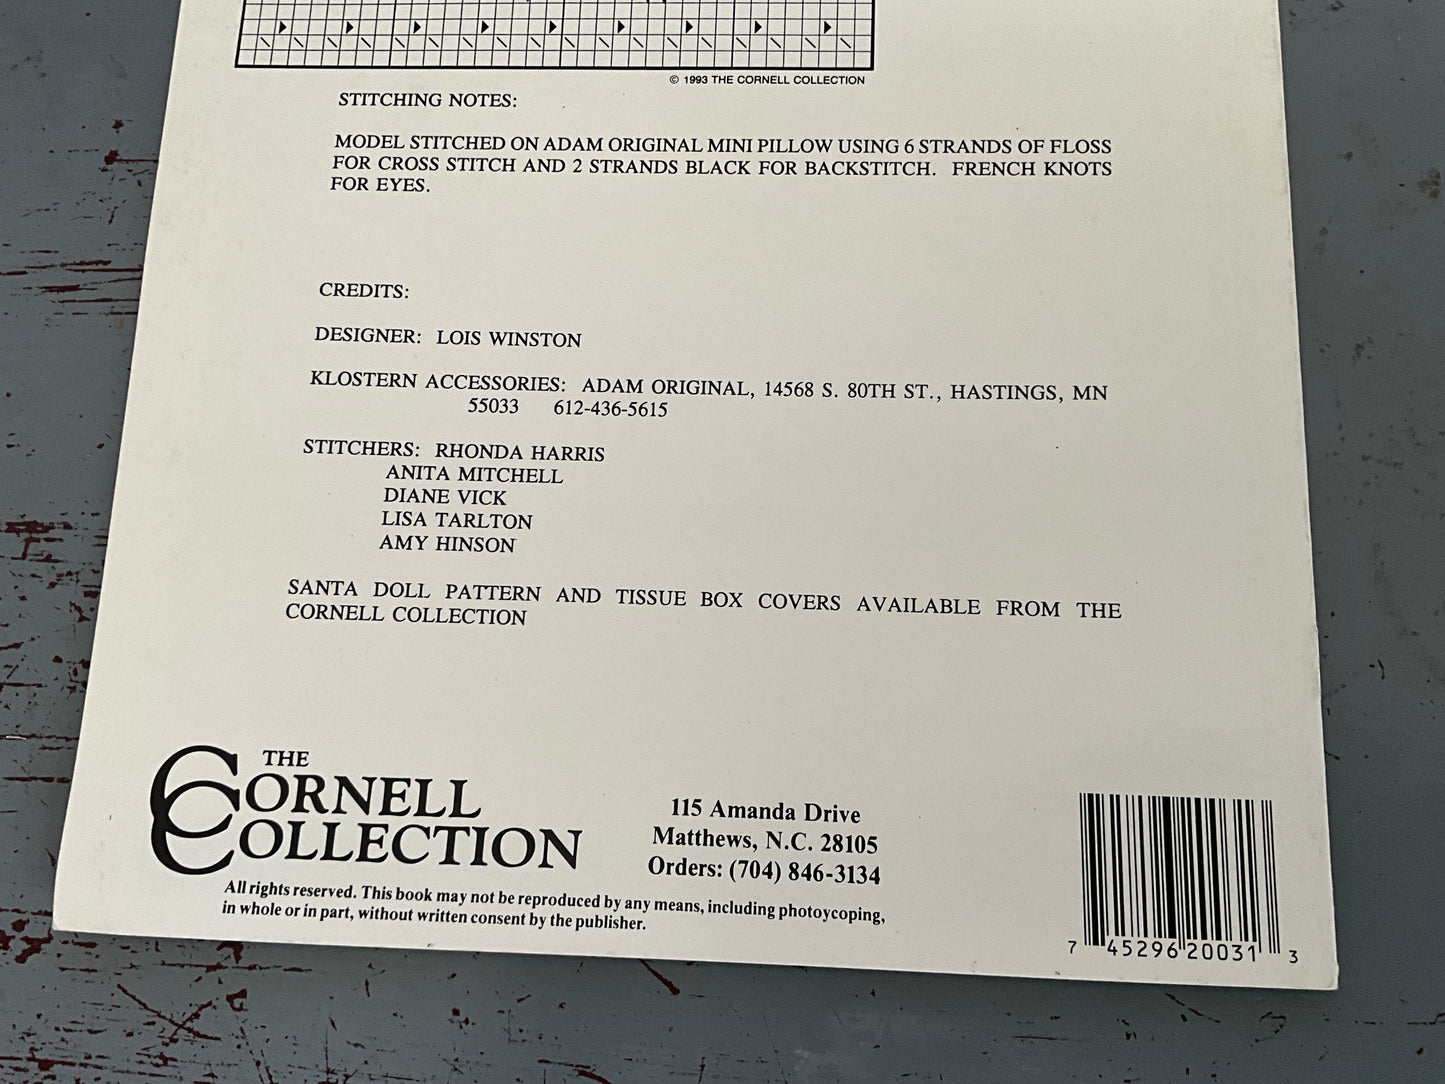 © 1993 THE CORNELL COLLECTION
STITCHING NOTES:
MODEL STITCHED ON ADAM ORIGINAL MINI PILLOW USING 6 STRANDS OF FLOSS
FOR CROSS STITCH AND 2 STRANDS BLACK FOR BACKSTITCH. FRENCH KNOTS
FOR EYES.
CREDITS:
DESIGNER: LOIS WINSTON
KLOSTERN ACCESSORIES: ADAM ORIGINAL, 14568 S. 80TH ST., HASTINGS, MN
55033 612-436-5615
STITCHERS: RHONDA HARRIS
ANITA MITCHELL
DIANE VICK
LISA TARLTON
AMY HINSON
SANTA DOLL PATTERN AND TISSUE BOX COVERS AVAILABLE FROM THE
CORNELL COLLECTION
THE
CORNELL
COLLECTION
115 Amanda Drive
Matthews, N.C. 28105
Orders: (704) 846-3134
All rights reserved. This book may not be reproduced by any means, including photoycoping,
in whole or in part, without written consent by the publisher.
7 45296 20031 3